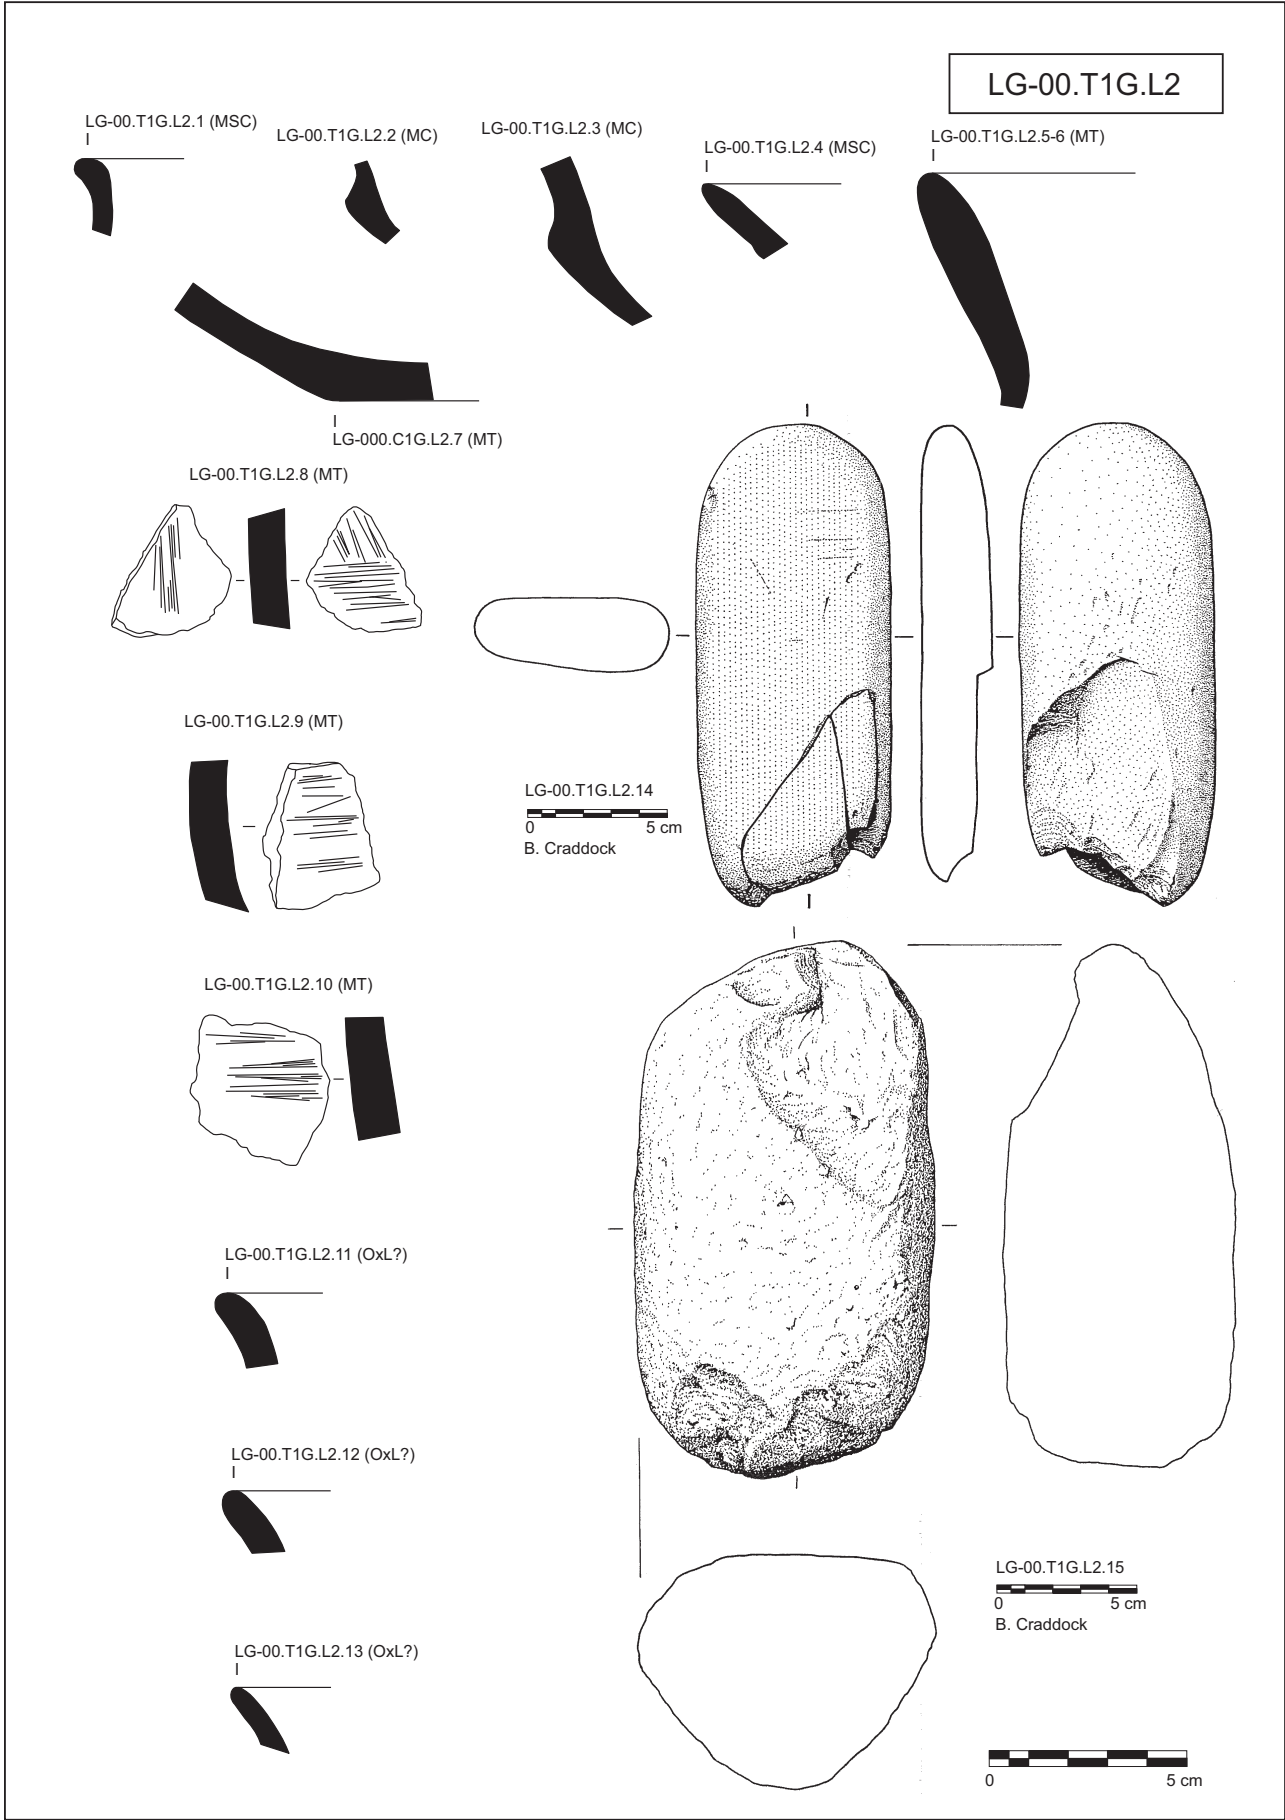 LG-00.T1G.L2
LG-00.T1G.L2.1 (MSC)
LG-00.T1G.L2.2 (MC)
LG-00.T1G.L2.3 (MC)
LG-00.T1G.L2.4 (MSC)
LG-00.T1G.L2.5-6 (MT)
LG-000.C1G.L2.7 (MT)
LG-00.T1G.L2.8 (MT)
LG-00.T1G.L2.9 (MT)
LG-00.T1G.L2.14
0 5 cm
B. Craddock
LG-00.T1G.L2.10 (MT)
LG-00.T1G.L2.11 (OxL?)
LG-00.T1G.L2.12 (OxL?)
LG-00.T1G.L2.15
0 5 cm
B. Craddock
LG-00.T1G.L2.13 (OxL?)
0 5 cm